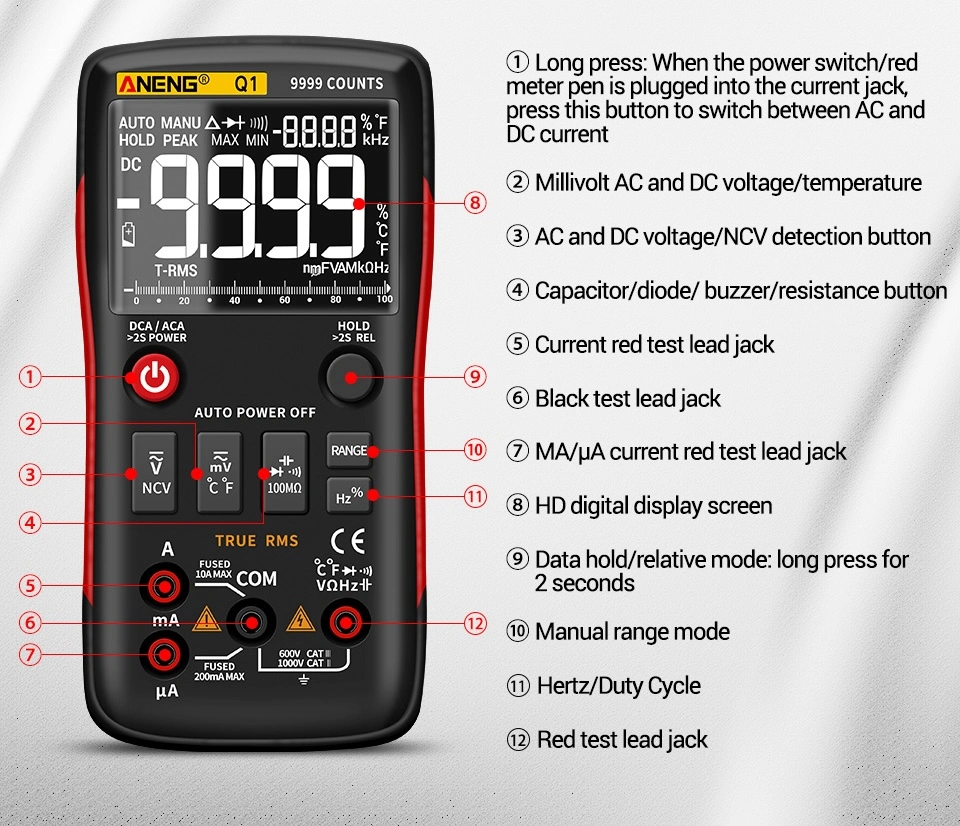 ANENG® Q1 9999 COUNTS
AUTO MANU Δ -8.8.8.8 % °F
HOLD PEAK MAX MIN kHz
DC
-9.9.9.9
%
°C
°F
T-RMS nmFVAMkΩHz
0 20 40 60 80 100
DCA / ACA
>2S POWER
HOLD
>2S REL
AUTO POWER OFF
V
NCV
mV
°C °F
100MΩ
RANGE
Hz%
TRUE RMS
CE
A
FUSED
10A MAX
COM
°C °F
VΩHz
mA
600V CAT III
1000V CAT II
FUSED
200mA MAX
µA
①
②
③
④
⑤
⑥
⑦
⑧
⑨
⑩
⑪
⑫
① Long press: When the power switch/red
meter pen is plugged into the current jack,
press this button to switch between AC and
DC current
② Millivolt AC and DC voltage/temperature
③ AC and DC voltage/NCV detection button
④ Capacitor/diode/ buzzer/resistance button
⑤ Current red test lead jack
⑥ Black test lead jack
⑦ MA/µA current red test lead jack
⑧ HD digital display screen
⑨ Data hold/relative mode: long press for
2 seconds
⑩ Manual range mode
⑪ Hertz/Duty Cycle
⑫ Red test lead jack